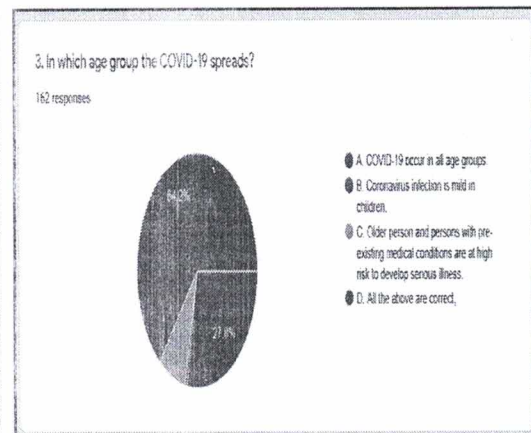 3. In which age group the COVID-19 spreads?
162 responses
A. COVID-19 occur in all age groups
B. Coronavirus infection is mild in
children.
C. Older person and persons with pre-
existing medical conditions are at high
risk to develop serious illness.
D. All the above are correct,
27.8%